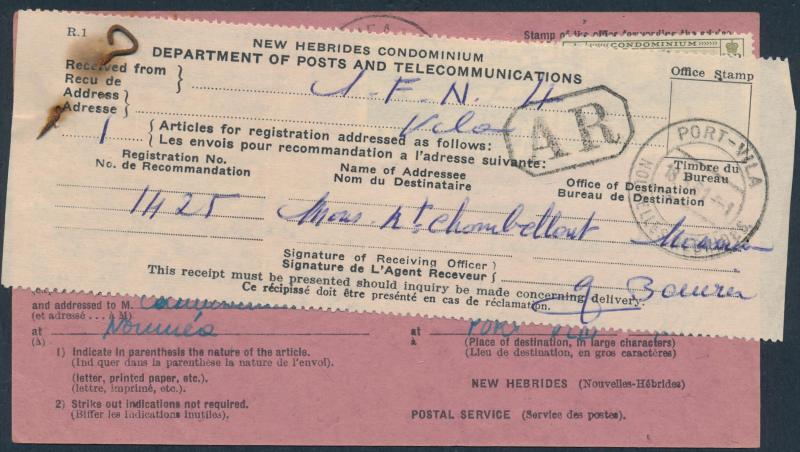 R.1
Stamp of the office
CONDOMINIUM
NEW HEBRIDES CONDOMINIUM
DEPARTMENT OF POSTS AND TELECOMMUNICATIONS
Office Stamp
Received from
Recu de
Address
Adresse
S. F. N. H
Vila
AR
PORT-VILA
Timbre du
Bureau
1
Articles for registration addressed as follows:
Les envois pour recommandation a l'adresse suivante:
Registration No.
No. de Recommandation
Name of Addressee
Nom du Destinataire
Office of Destination
Bureau de Destination
1425
Mons
Signature of Receiving Officer
Signature de L'Agent Receveur
This receipt must be presented should inquiry be made concerning delivery.
Ce récipissé doit être présenté en cas de réclamation.
and addressed to M.
(et adressé ... à M)
at Nouméa
(à)
at PORT VILA
à
(Place of destination, in large characters)
(Lieu de destination, en gros caractères)
1) Indicate in parenthesis the nature of the article.
(Ind quer dans la parenthèse la nature de l'envol).
(letter, printed paper, etc.).
(lettre, imprimé, etc.).
NEW HEBRIDES (Nouvelles-Hébrides)
2) Strike out indications not required.
(Biffer les indications inutiles).
POSTAL SERVICE (Service des postes).